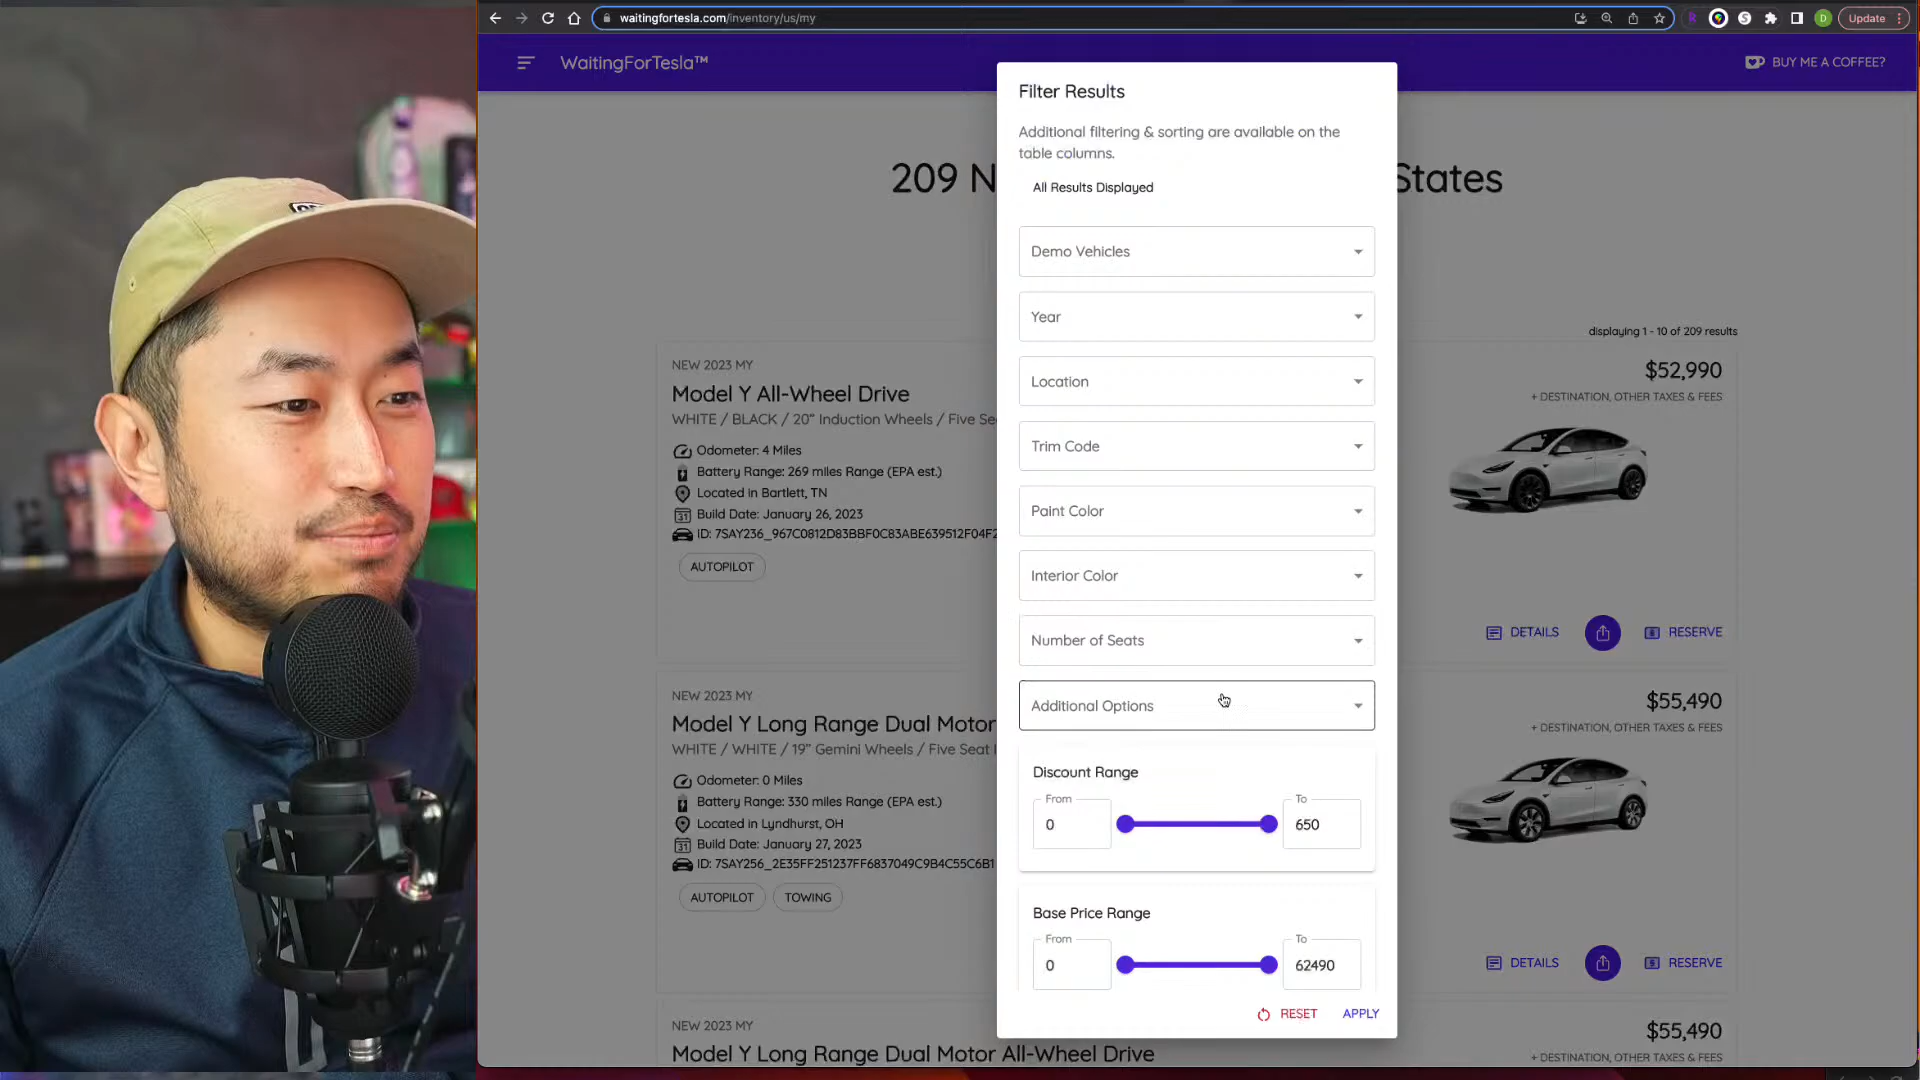 waitingfortesla.com/inventory/us/my
D
Update
WaitingForTesla™
BUY ME A COFFEE?
209 N
States
displaying 1 - 10 of 209 results
Filter Results
Additional filtering & sorting are available on the
table columns.
All Results Displayed
Demo Vehicles
Year
Location
Trim Code
Paint Color
Interior Color
Number of Seats
Additional Options
Discount Range
From
0
To
650
Base Price Range
From
0
To
62490
RESET
APPLY
NEW 2023 MY
Model Y All-Wheel Drive
WHITE / BLACK / 20" Induction Wheels / Five Se
Odometer: 4 Miles
Battery Range: 269 miles Range (EPA est.)
Located in Bartlett, TN
Build Date: January 26, 2023
ID: 7SAY236_967C0812D83BBF0C83ABE639512F04F2
AUTOPILOT
$52,990
+ DESTINATION, OTHER TAXES & FEES
DETAILS
RESERVE
NEW 2023 MY
Model Y Long Range Dual Motor
WHITE / WHITE / 19" Gemini Wheels / Five Seat I
Odometer: 0 Miles
Battery Range: 330 miles Range (EPA est.)
Located in Lyndhurst, OH
Build Date: January 27, 2023
ID: 7SAY256_2E35FF251237FF6837049C9B4C55C6B1
AUTOPILOT
TOWING
$55,490
+ DESTINATION, OTHER TAXES & FEES
DETAILS
RESERVE
NEW 2023 MY
Model Y Long Range Dual Motor All-Wheel Drive
$55,490
+ DESTINATION, OTHER TAXES & FEES